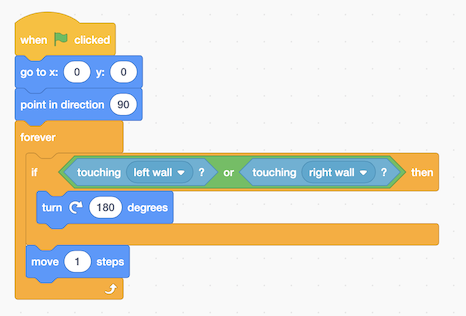 when clicked
go to x: 0 y: 0
point in direction 90
forever
if touching left wall ? or touching right wall ? then
turn 180 degrees
move 1 steps